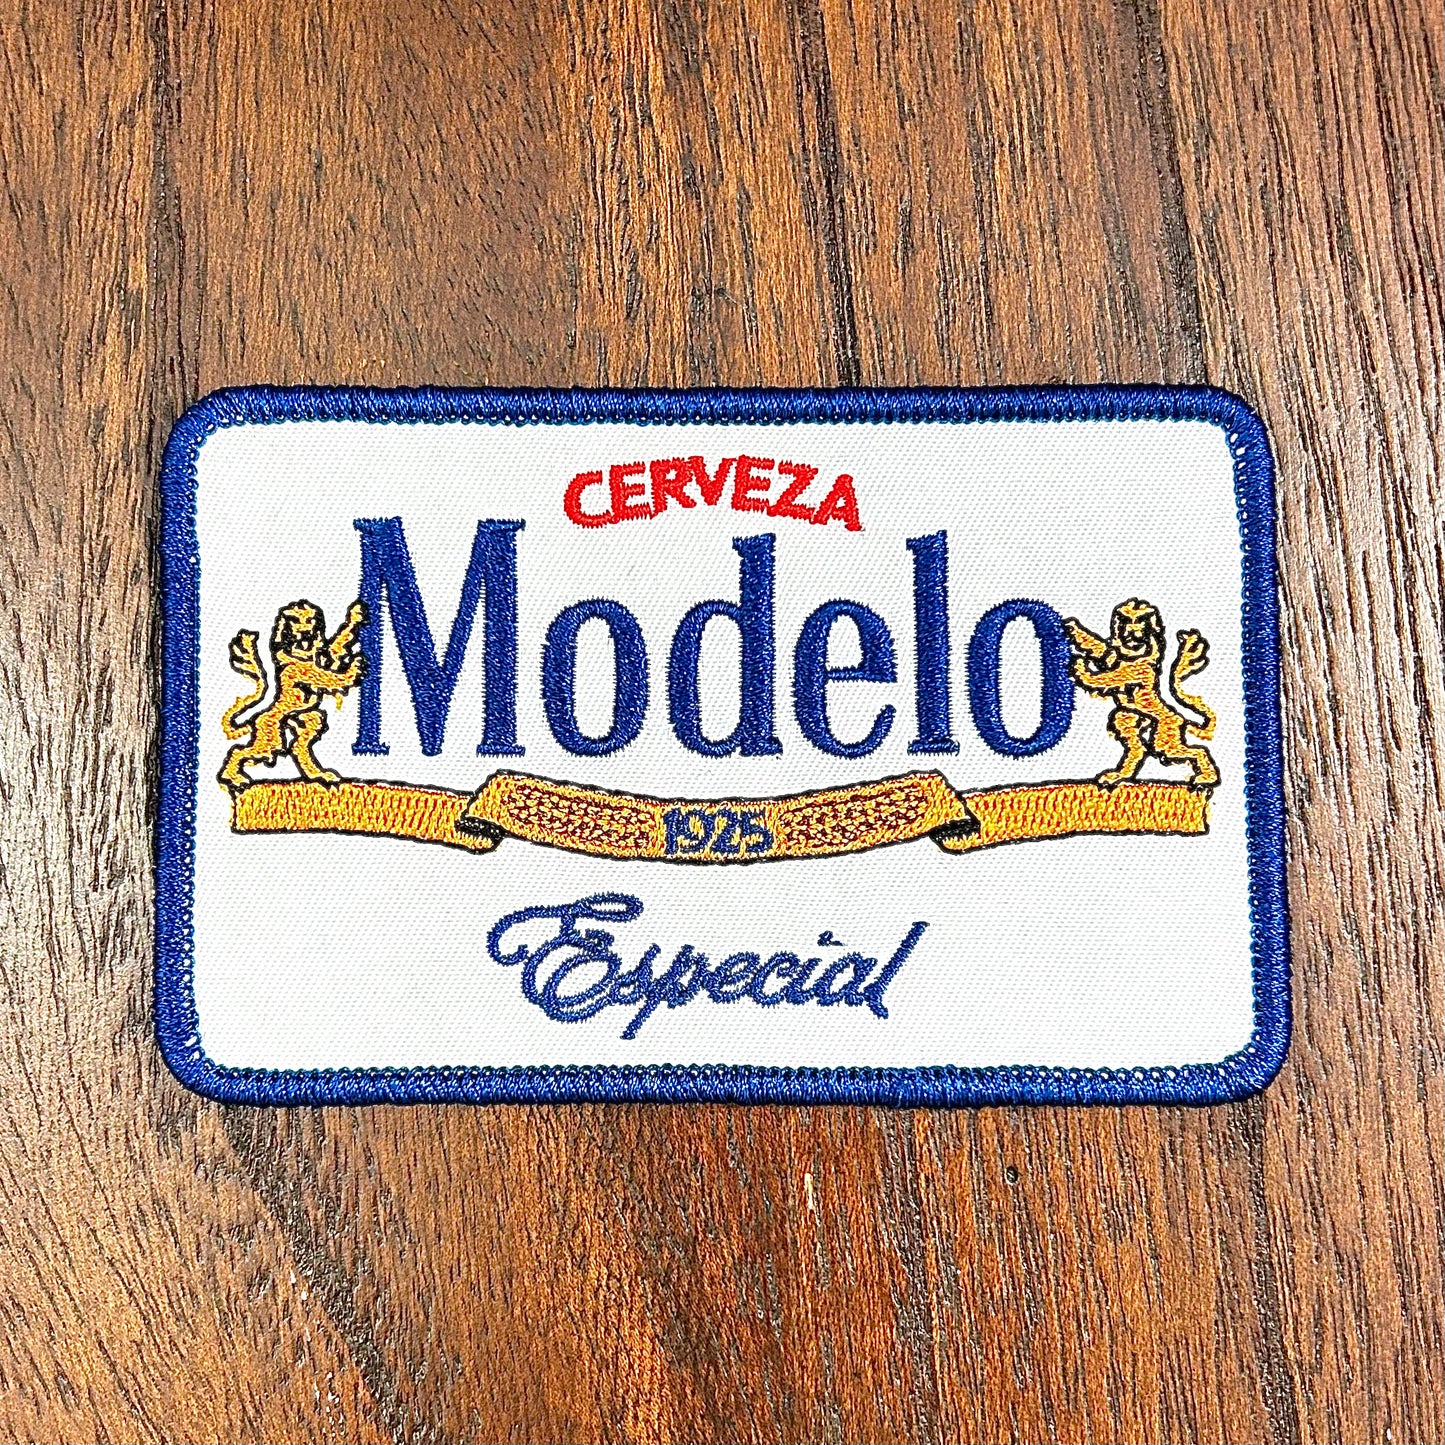 CERVEZA
Modelo
1925
Especial